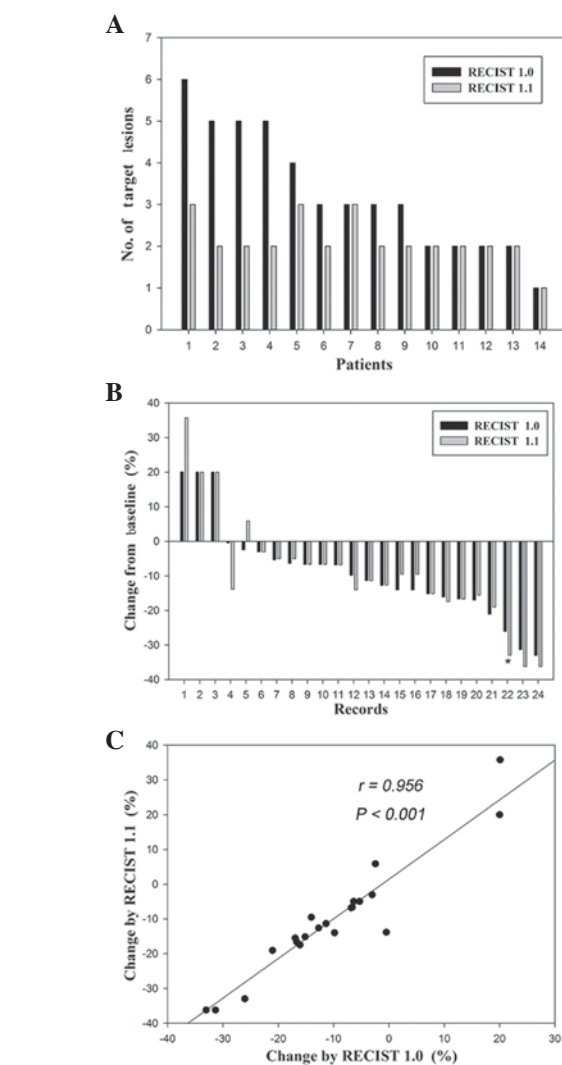 A
7
6
5
4
3
2
1
0
No. of target lesions
RECIST 1.0
RECIST 1.1
1 2 3 4 5 6 7 8 9 10 11 12 13 14
Patients
B
40
30
20
10
0
-10
-20
-30
-40
Change from baseline (%)
RECIST 1.0
RECIST 1.1
*
1 2 3 4 5 6 7 8 9 10 11 12 13 14 15 16 17 18 19 20 21 22 23 24
Records
C
40
30
20
10
0
-10
-20
-30
-40
Change by RECIST 1.1 (%)
r = 0.956
P < 0.001
-40 -30 -20 -10 0 10 20 30
Change by RECIST 1.0 (%)